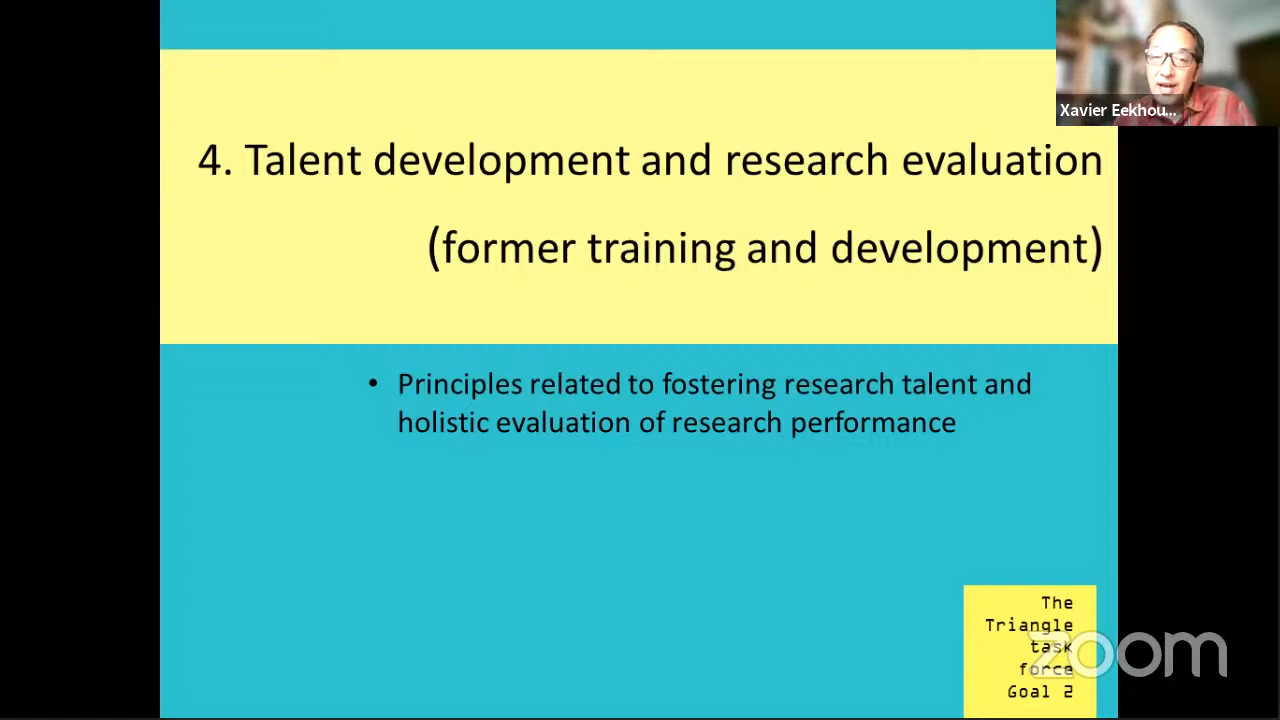 Xavier Eekhou...
4. Talent development and research evaluation
(former training and development)
• Principles related to fostering research talent and
holistic evaluation of research performance
The
Triangle
task
force
Goal 2
zoom